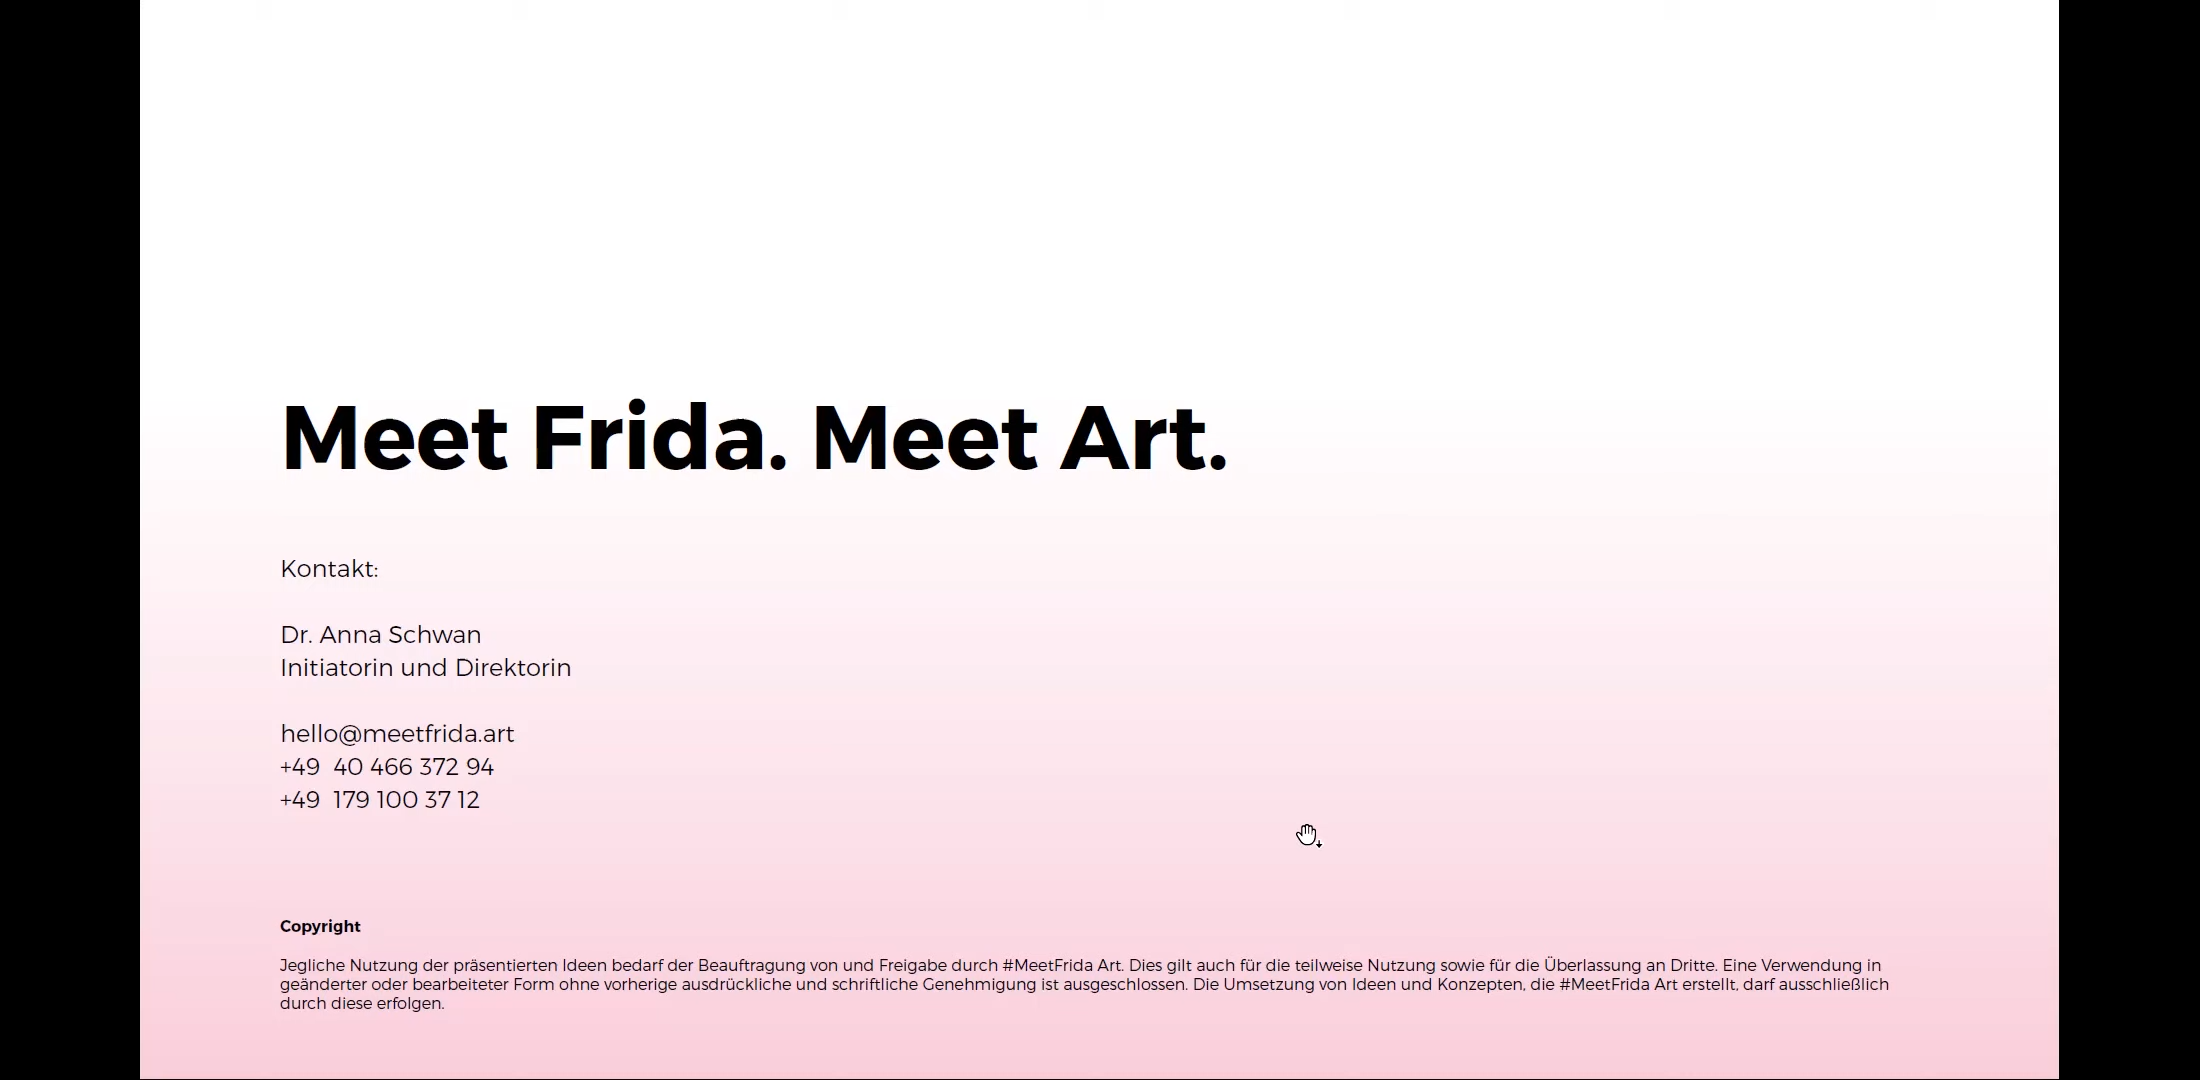 Meet Frida. Meet Art.
Kontakt:
Dr. Anna Schwan
Initiatorin und Direktorin
hello@meetfrida.art
+49  40 466 372 94
+49  179 100 37 12
Copyright
Jegliche Nutzung der präsentierten Ideen bedarf der Beauftragung von und Freigabe durch #MeetFrida Art. Dies gilt auch für die teilweise Nutzung sowie für die Überlassung an Dritte. Eine Verwendung in
geänderter oder bearbeiteter Form ohne vorherige ausdrückliche und schriftliche Genehmigung ist ausgeschlossen. Die Umsetzung von Ideen und Konzepten, die #MeetFrida Art erstellt, darf ausschließlich
durch diese erfolgen.